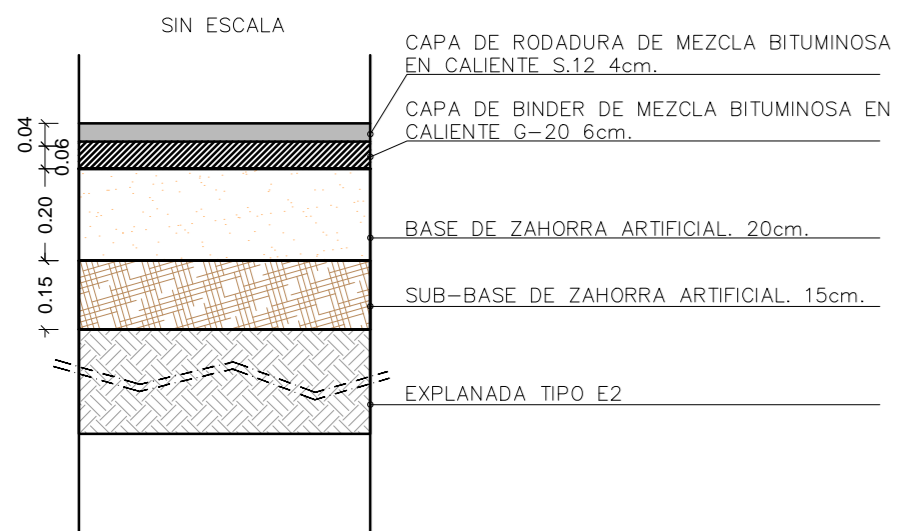 SIN ESCALA
CAPA DE RODADURA DE MEZCLA BITUMINOSA
EN CALIENTE S.12 4cm.
CAPA DE BINDER DE MEZCLA BITUMINOSA EN
CALIENTE G-20 6cm.
0.04
0.06
0.20
BASE DE ZAHORRA ARTIFICIAL. 20cm.
0.15
SUB-BASE DE ZAHORRA ARTIFICIAL. 15cm.
EXPLANADA TIPO E2